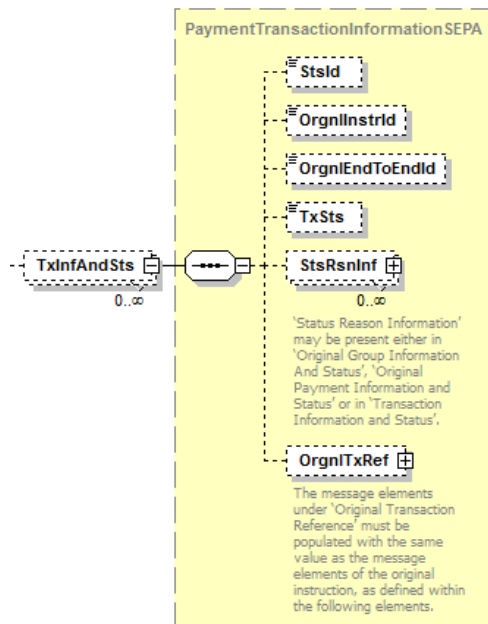 PaymentTransactionInformationSEPA
StsId
OrgnlInstrId
OrgnlEndToEndId
TxSts
TxInfAndSts
0..∞
StsRsnInf
0..∞
'Status Reason Information'
may be present either in
'Original Group Information
And Status', 'Original
Payment Information and
Status' or in 'Transaction
Information and Status'.
OrgnlTxRef
The message elements
under 'Original Transaction
Reference' must be
populated with the same
value as the message
elements of the original
instruction, as defined within
the following elements.